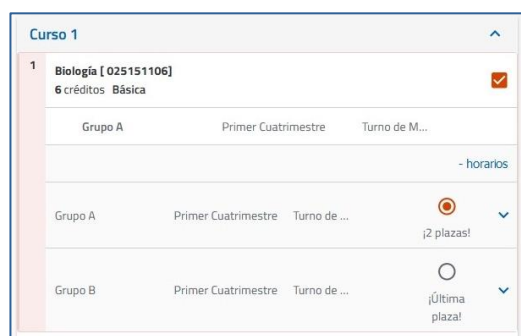 Curso 1
1
Biología [ 025151106]
6 créditos Básica
Grupo A Primer Cuatrimestre Turno de M...
- horarios
Grupo A Primer Cuatrimestre Turno de ...
¡2 plazas!
Grupo B Primer Cuatrimestre Turno de ...
¡Última
plaza!